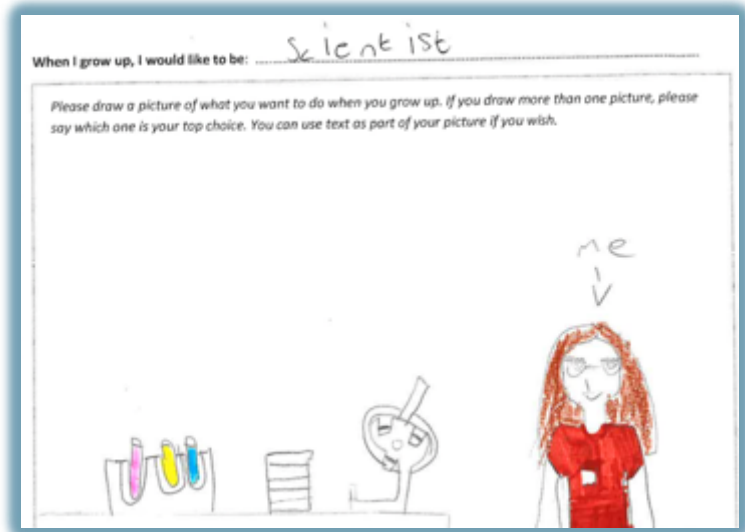 When I grow up, I would like to be: Scientist
Please draw a picture of what you want to do when you grow up. If you draw more than one picture, please
say which one is your top choice. You can use text as part of your picture if you wish.
me